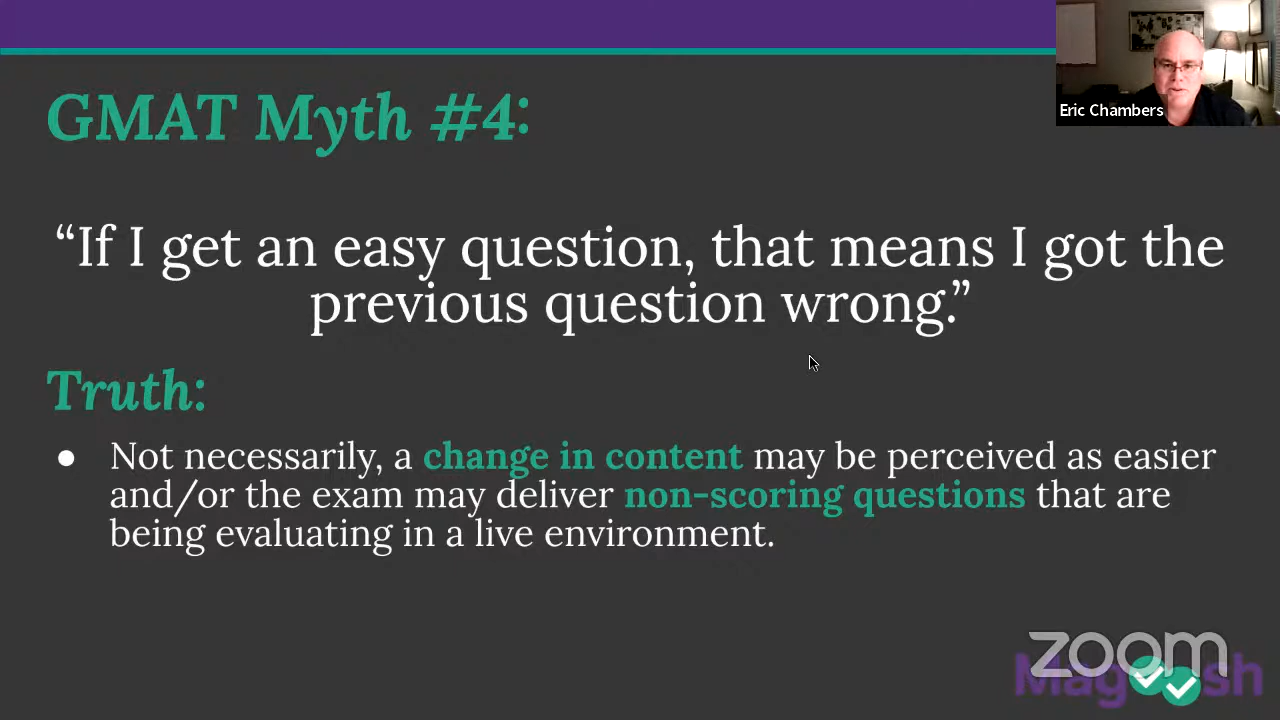 Eric Chambers
GMAT Myth #4:
“If I get an easy question, that means I got the
previous question wrong.”
Truth:
● Not necessarily, a change in content may be perceived as easier
and/or the exam may deliver non-scoring questions that are
being evaluating in a live environment.
zoom
Magoosh